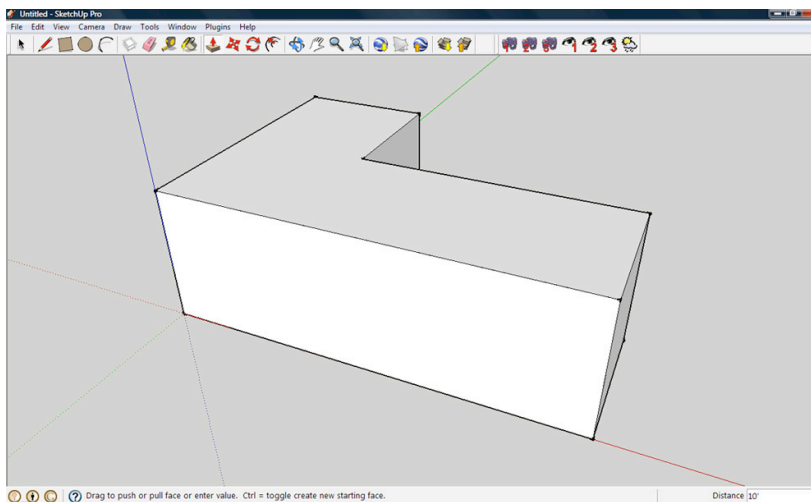 Untitled - SketchUp Pro
File Edit View Camera Draw Tools Window Plugins Help
Drag to push or pull face or enter value. Ctrl = toggle create new starting face. Distance 10'